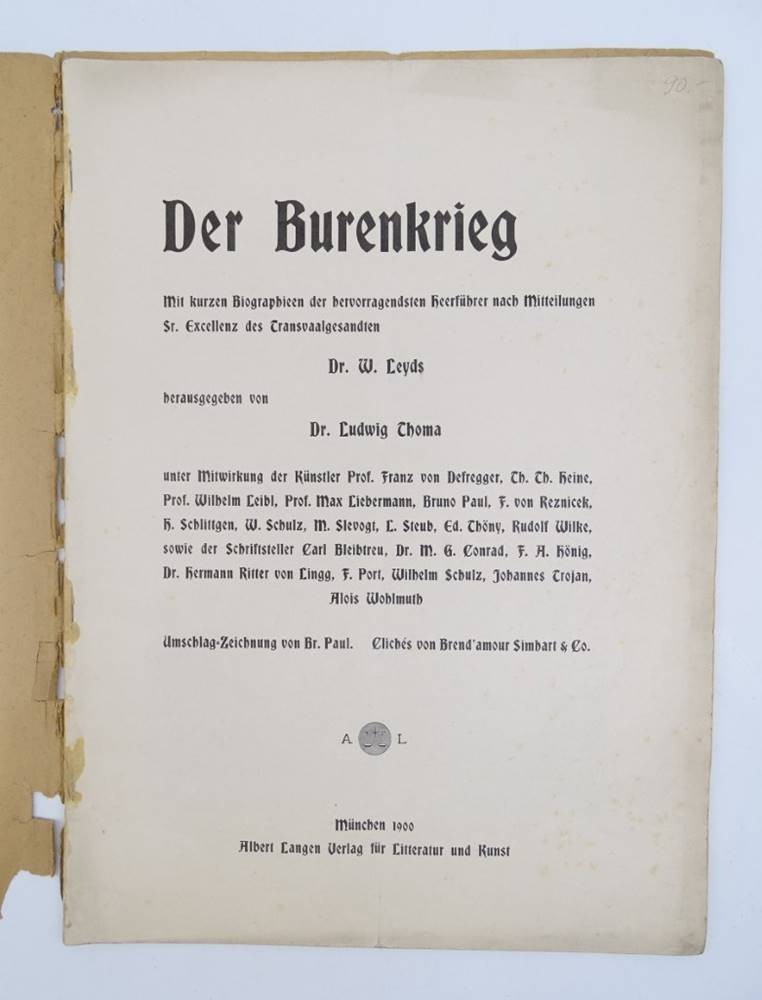 90.-
Der Burenkrieg
Mit kurzen Biographieen der hervorragendsten Heerführer nach Mitteilungen
Sr. Excellenz des Transvaalgesandten
Dr. W. Leyds
herausgegeben von
Dr. Ludwig Thoma
unter Mitwirkung der Künstler Prof. Franz von Defregger, Th. Th. Heine,
Prof. Wilhelm Leibl, Prof. Max Liebermann, Bruno Paul, F. von Reznicek,
H. Schlittgen, W. Schulz, M. Slevogt, L. Steub, Ed. Thöny, Rudolf Wilke,
sowie der Schriftsteller Carl Bleibtreu, Dr. M. G. Conrad, F. A. Hönig,
Dr. Hermann Ritter von Lingg, F. Port, Wilhelm Schulz, Johannes Trojan,
Alois Wohlmuth
Umschlag-Zeichnung von Br. Paul. Clichés von Brend'amour Simhart & Co.
A L
München 1900
Albert Langen Verlag für Litteratur und Kunst